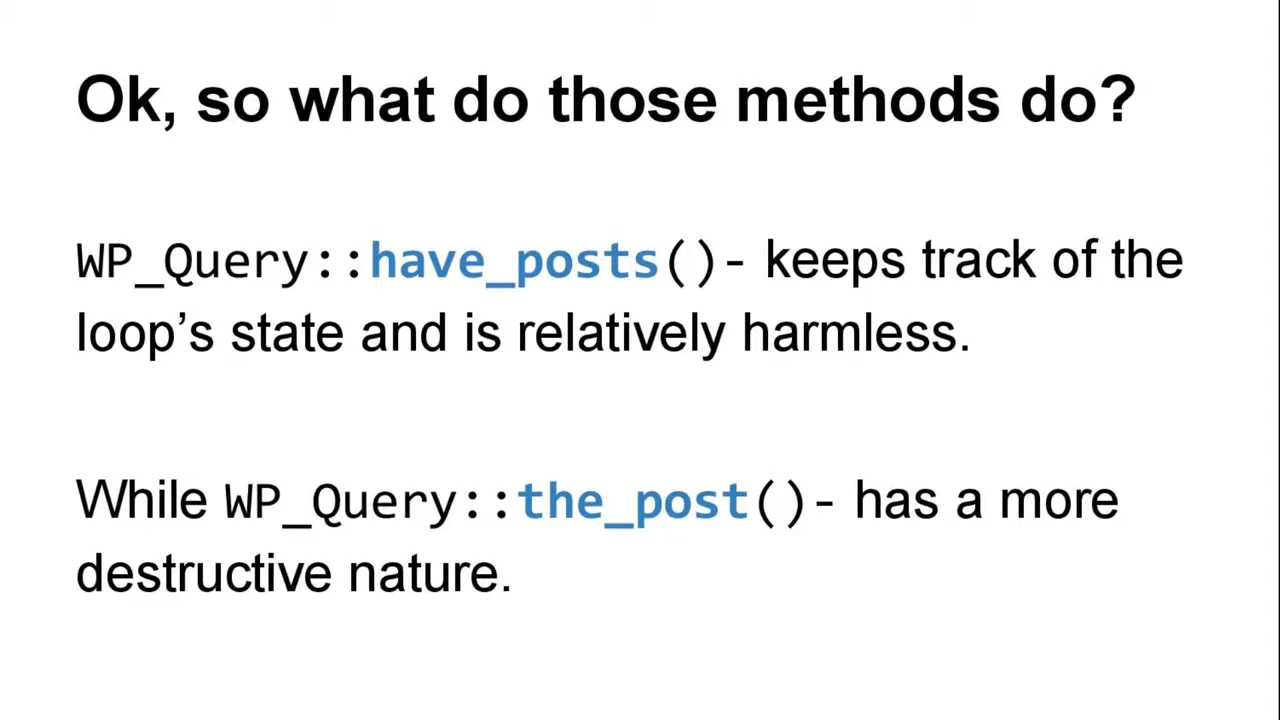 Ok, so what do those methods do?
WP_Query::have_posts()- keeps track of the
loop’s state and is relatively harmless.
While WP_Query::the_post()- has a more
destructive nature.